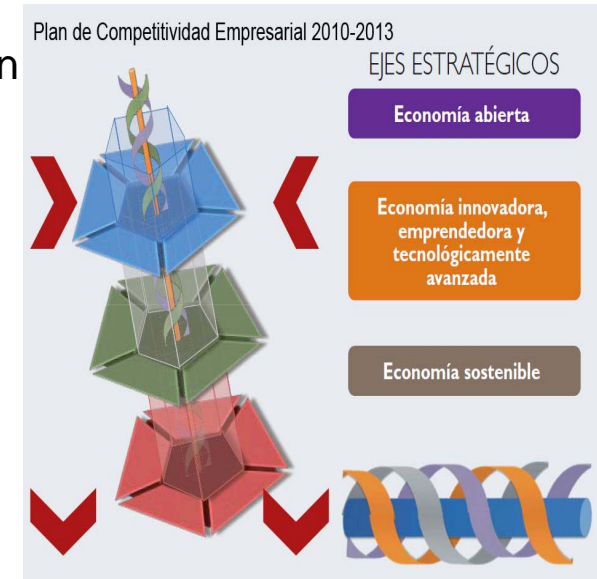 Plan de Competitividad Empresarial 2010-2013
n
EJES ESTRATÉGICOS
Economía abierta
Economía innovadora,
emprendedora y
tecnológicamente
avanzada
Economía sostenible